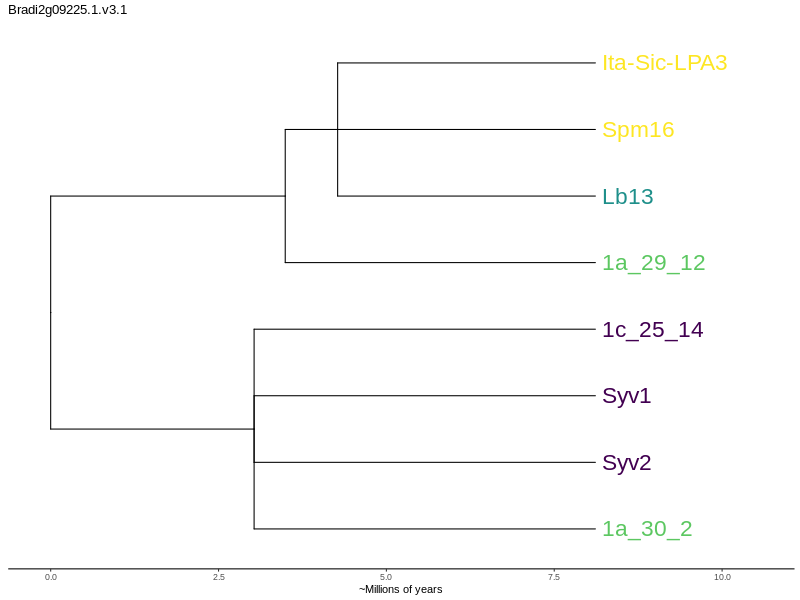 Bradi2g09225.1.v3.1
Ita-Sic-LPA3
Spm16
Lb13
1a_29_12
1c_25_14
Syv1
Syv2
1a_30_2
0.0 2.5 5.0 7.5 10.0
~Millions of years